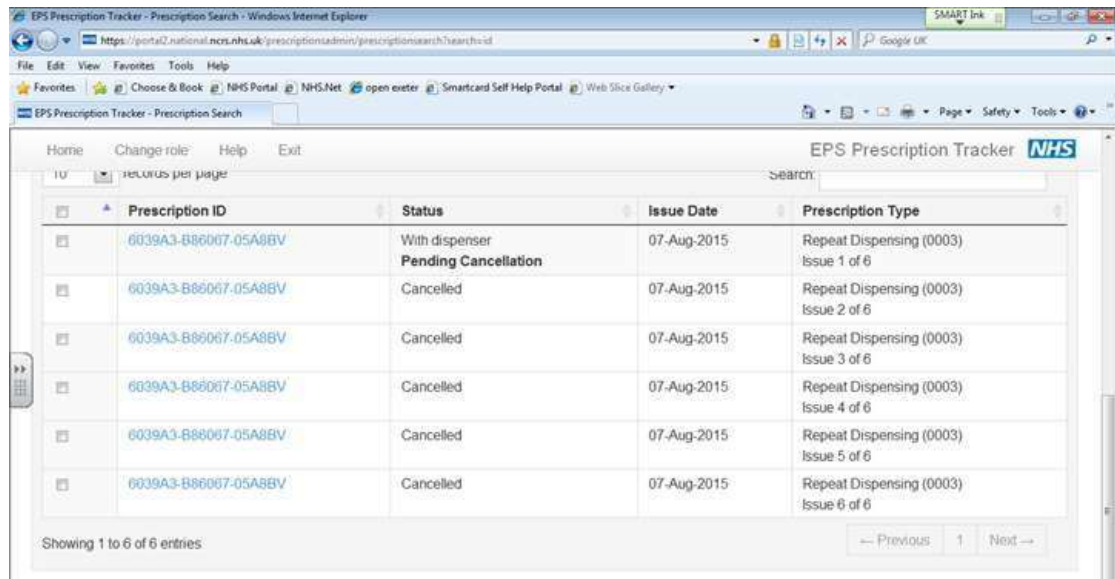 EPS Prescription Tracker - Prescription Search - Windows Internet Explorer
SMART Ink
https://portal2.national.ncrs.nhs.uk/prescriptionsadmin/prescriptionsearch?search=id
Google UK
File Edit View Favorites Tools Help
Favorites Choose & Book NHS Portal NHS.Net open exeter Smartcard Self Help Portal Web Slice Gallery
EPS Prescription Tracker - Prescription Search
Page Safety Tools
Home Change role Help Exit EPS Prescription Tracker NHS
10 records per page Search:
Prescription ID Status Issue Date Prescription Type
6039A3-B86067-05A8BV With dispenser 07-Aug-2015 Repeat Dispensing (0003)
Pending Cancellation Issue 1 of 6
6039A3-B86067-05A8BV Cancelled 07-Aug-2015 Repeat Dispensing (0003)
Issue 2 of 6
6039A3-B86067-05A8BV Cancelled 07-Aug-2015 Repeat Dispensing (0003)
Issue 3 of 6
6039A3-B86067-05A8BV Cancelled 07-Aug-2015 Repeat Dispensing (0003)
Issue 4 of 6
6039A3-B86067-05A8BV Cancelled 07-Aug-2015 Repeat Dispensing (0003)
Issue 5 of 6
6039A3-B86067-05A8BV Cancelled 07-Aug-2015 Repeat Dispensing (0003)
Issue 6 of 6
Showing 1 to 6 of 6 entries ← Previous 1 Next →